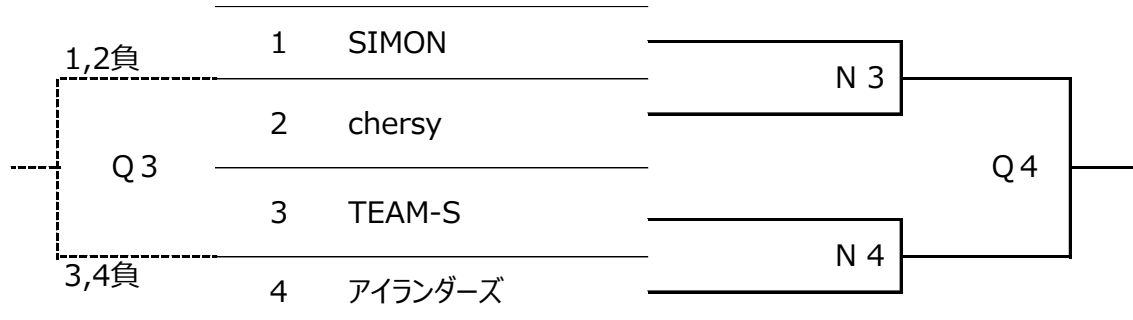 1 SIMON
1,2負
N 3
2 chersy
Q 3
Q 4
3 TEAM-S
N 4
3,4負
4 アイランダーズ